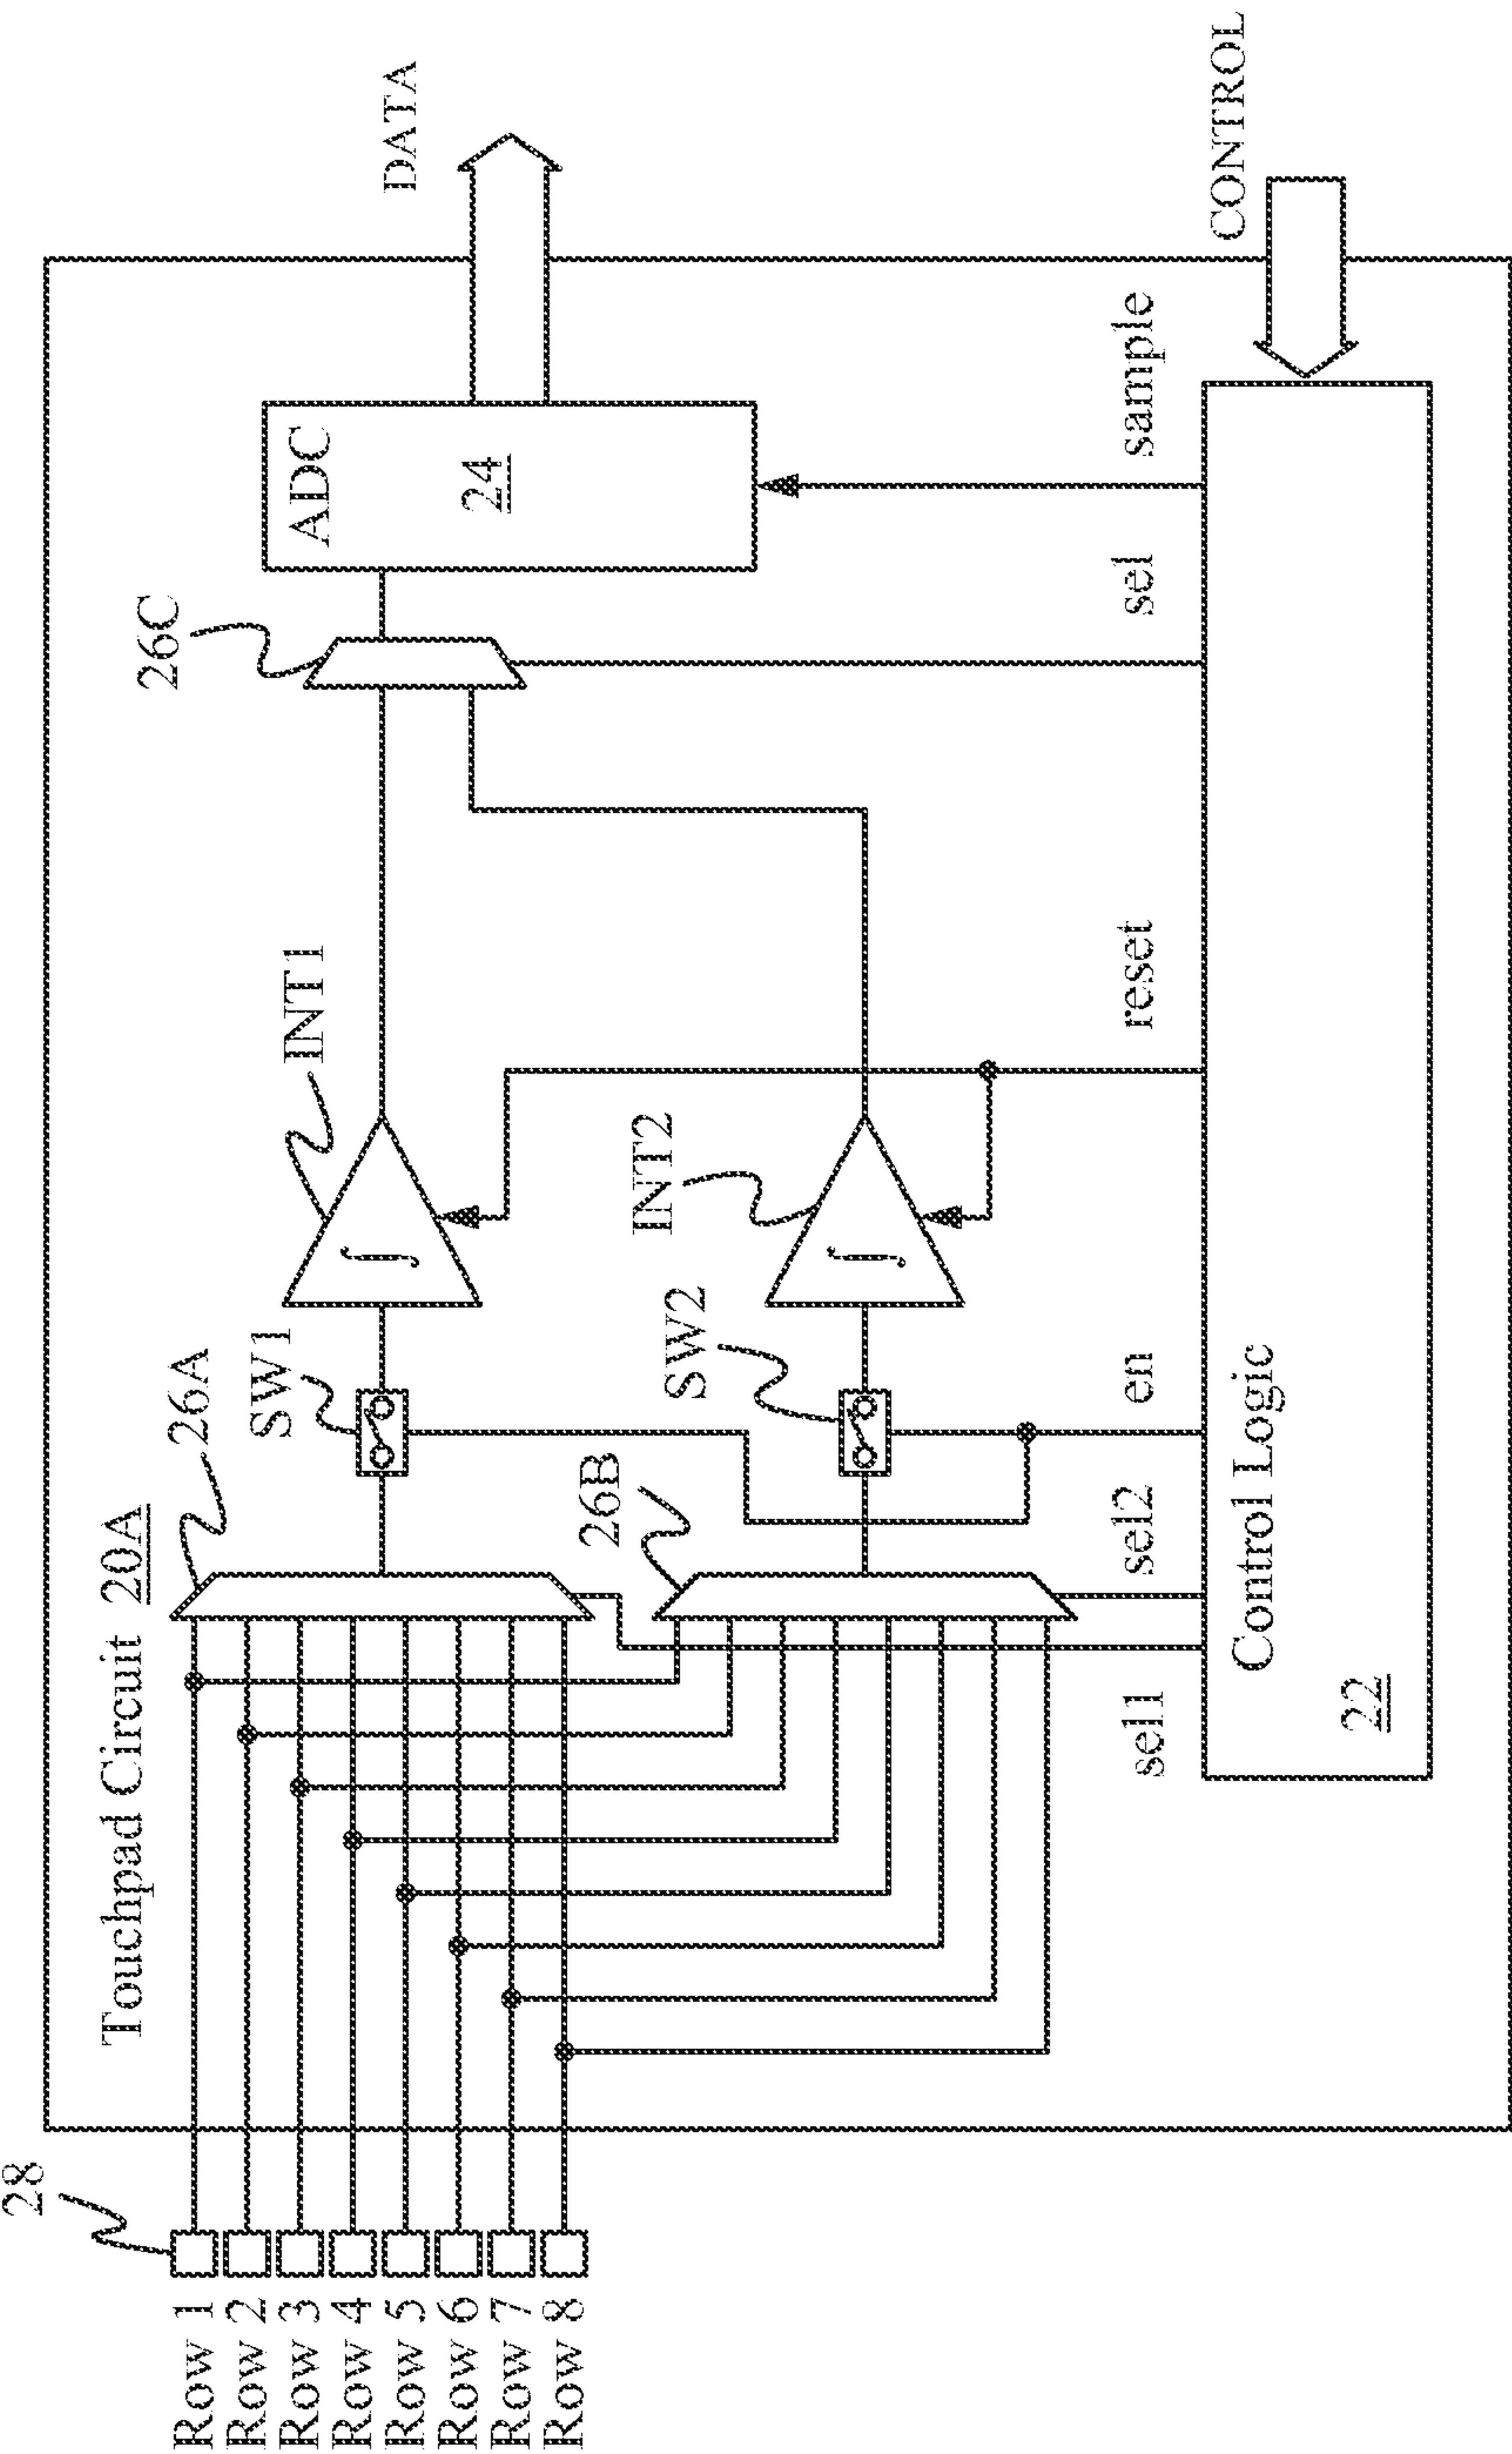 28
Touchpad Circuit 20A
26A
SW1
INT1
26C
ADC
24
DATA
Row 1
Row 2
Row 3
Row 4
Row 5
Row 6
Row 7
Row 8
∫
26B
SW2
INT2
∫
sel1
sel2
en
reset
sel
sample
CONTROL
Control Logic
22